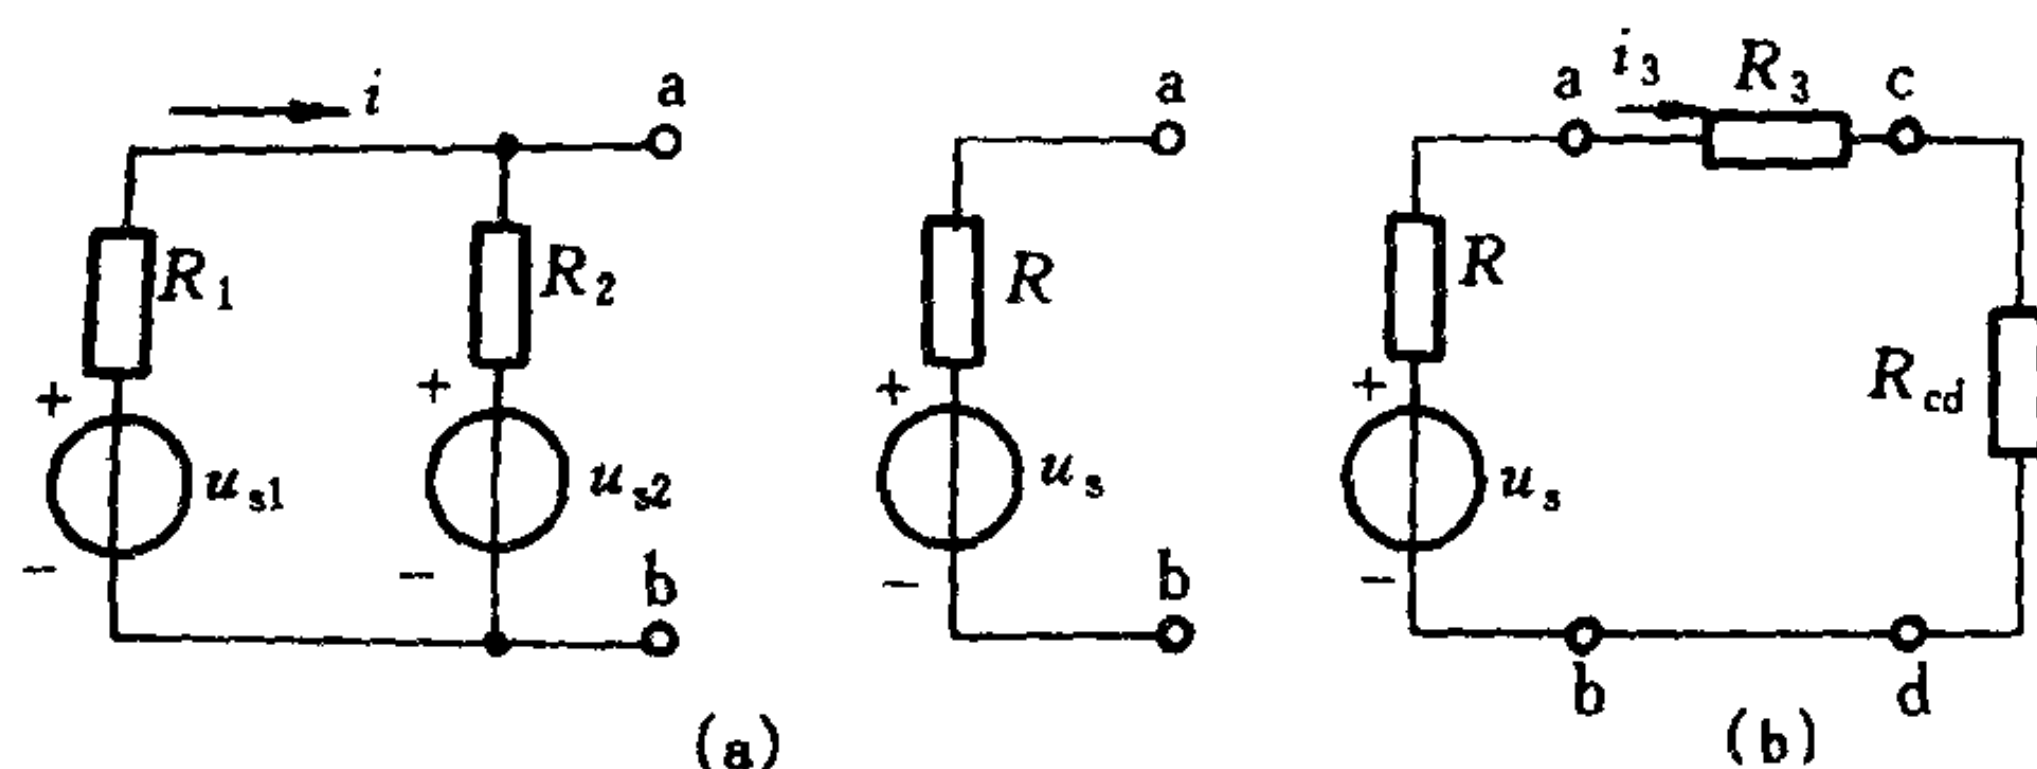 i a
R1 R2
+ +
us1 us2
- -
b
a
R
+
us
-
b
(a)
a i3 R3 c
R
+
us
-
Rcd
b d
(b)